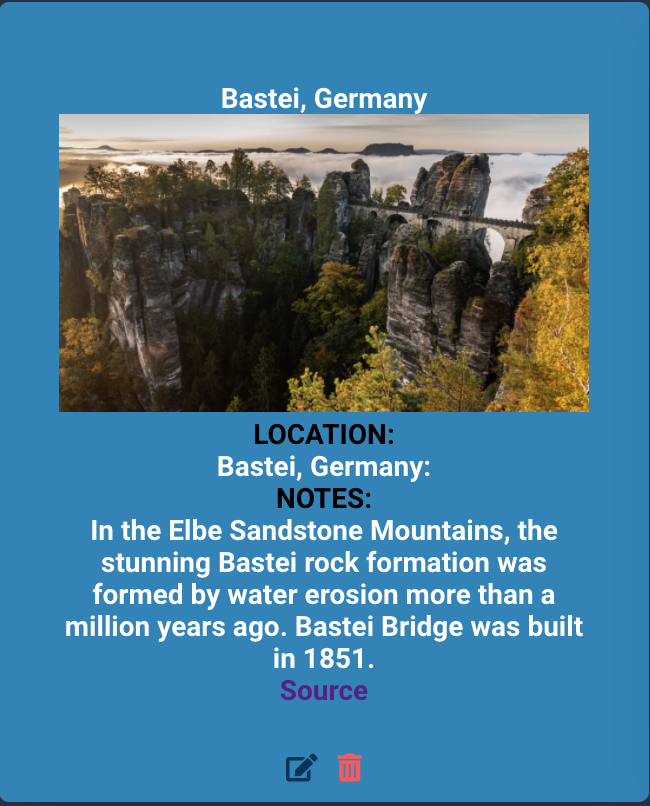 Bastei, Germany
LOCATION:
Bastei, Germany:
NOTES:
In the Elbe Sandstone Mountains, the
stunning Bastei rock formation was
formed by water erosion more than a
million years ago. Bastei Bridge was built
in 1851.
Source